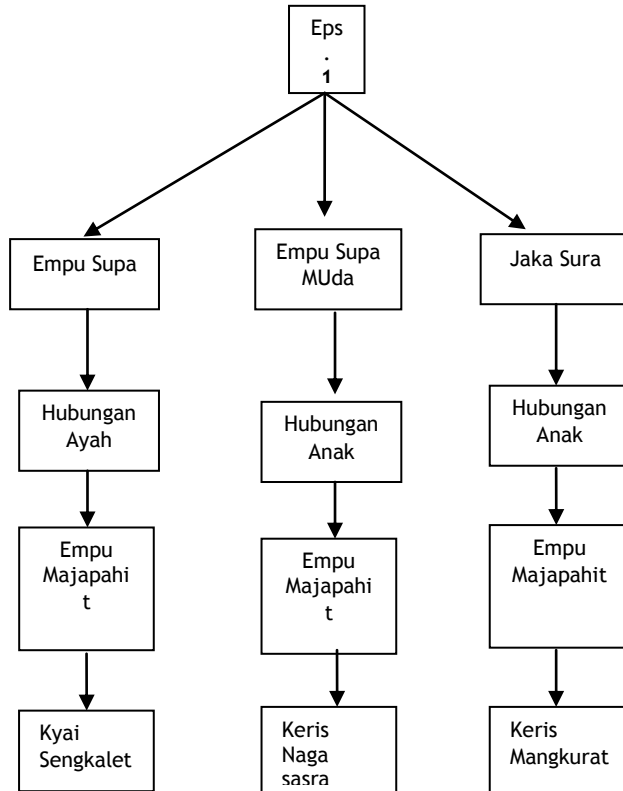 Eps
.
1
Empu Supa
Empu Supa
MUda
Jaka Sura
Hubungan
Ayah
Hubungan
Anak
Hubungan
Anak
Empu
Majapahi
t
Empu
Majapahi
t
Empu
Majapahit
Kyai
Sengkalet
Keris
Naga
sasra
Keris
Mangkurat